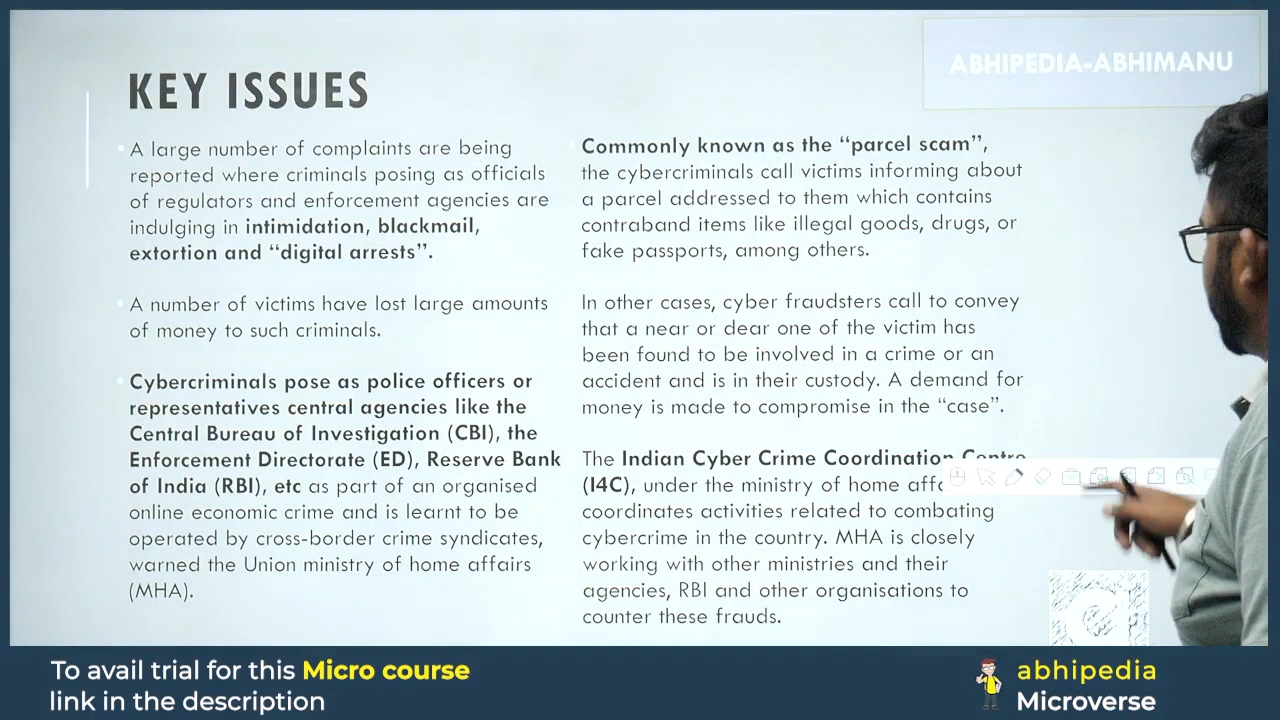 ABHIPEDIA-ABHIMANU
KEY ISSUES
A large number of complaints are being
reported where criminals posing as officials
of regulators and enforcement agencies are
indulging in intimidation, blackmail,
extortion and “digital arrests”.
A number of victims have lost large amounts
of money to such criminals.
Cybercriminals pose as police officers or
representatives central agencies like the
Central Bureau of Investigation (CBI), the
Enforcement Directorate (ED), Reserve Bank
of India (RBI), etc as part of an organised
online economic crime and is learnt to be
operated by cross-border crime syndicates,
warned the Union ministry of home affairs
(MHA).
Commonly known as the “parcel scam”,
the cybercriminals call victims informing about
a parcel addressed to them which contains
contraband items like illegal goods, drugs, or
fake passports, among others.
In other cases, cyber fraudsters call to convey
that a near or dear one of the victim has
been found to be involved in a crime or an
accident and is in their custody. A demand for
money is made to compromise in the “case”.
The Indian Cyber Crime Coordination Centre
(I4C), under the ministry of home
coordinates activities related to combating
cybercrime in the country. MHA is closely
working with other ministries and their
agencies, RBI and other organisations to
counter these frauds.
To avail trial for this Micro course
link in the description
abhipedia
Microverse